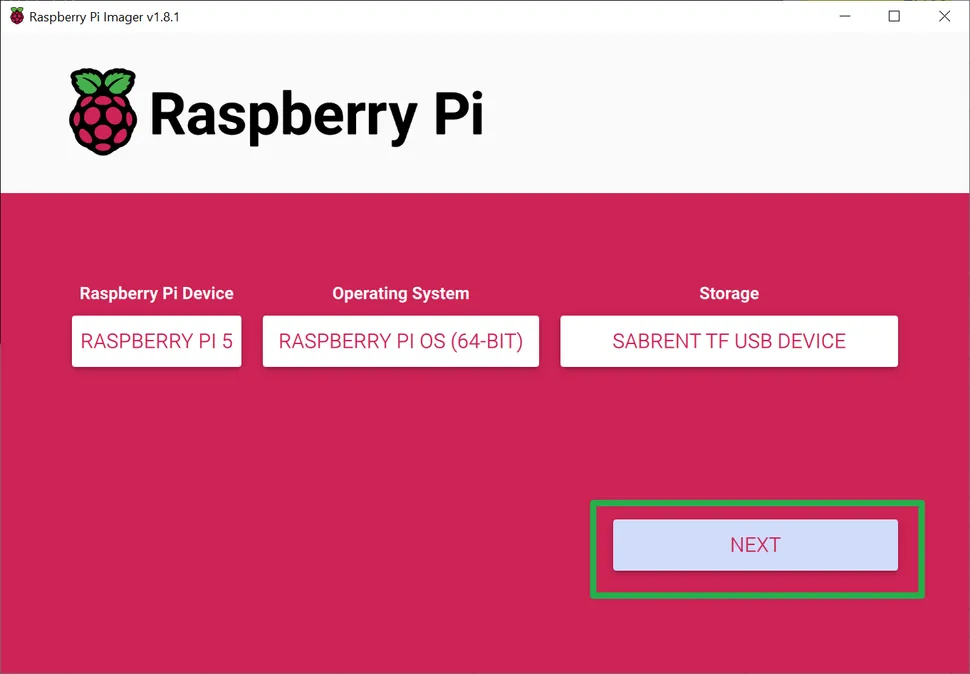 Raspberry Pi Imager v1.8.1
Raspberry Pi
Raspberry Pi Device
Operating System
Storage
RASPBERRY PI 5
RASPBERRY PI OS (64-BIT)
SABRENT TF USB DEVICE
NEXT